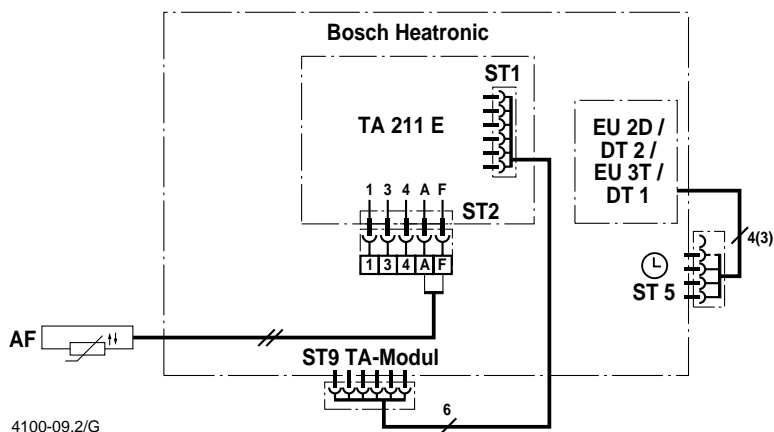 Bosch Heatronic
ST1
TA 211 E
EU 2D /
DT 2 /
EU 3T /
DT 1
1 3 4 A F
ST2
4(3)
1 3 4 A F
ST 5
AF
ST9 TA-Modul
6
4100-09.2/G